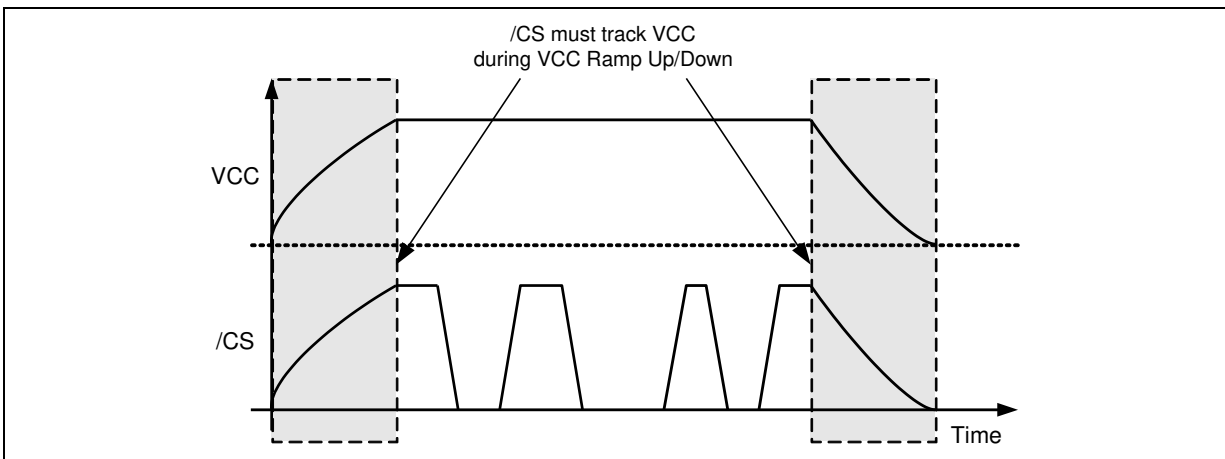 /CS must track VCC
during VCC Ramp Up/Down
VCC
/CS
Time